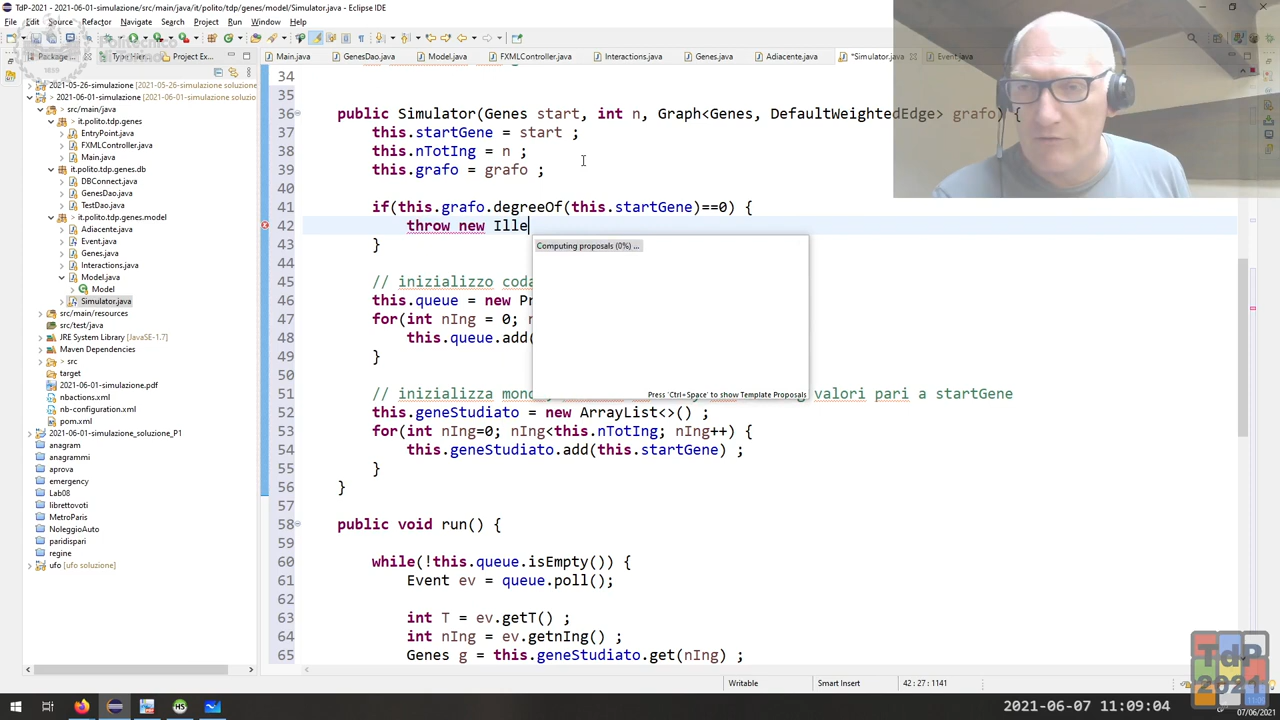 TdP-2021 - 2021-06-01-simulazione/src/main/java/it/polito/tdp/genes/model/Simulator.java - Eclipse IDE
File Edit Source Refactor Navigate Search Project Run Window Help
Project Ex...
Main.java
GenesDao.java
Model.java
FXMLController.java
Interactions.java
Genes.java
Adiacente.java
*Simulator.java
Event.java
2021-05-26-simulazione
2021-06-01-simulazione
src/main/java
it.polito.tdp.genes
EntryPoint.java
FXMLController.java
Main.java
it.polito.tdp.genes.db
DBConnect.java
GenesDao.java
TestDao.java
it.polito.tdp.genes.model
Adiacente.java
Event.java
Genes.java
Interactions.java
Model.java
Model
Simulator.java
src/main/resources
src/test/java
JRE System Library [JavaSE-1.7]
Maven Dependencies
src
target
2021-06-01-simulazione.pdf
nbactions.xml
nb-configuration.xml
pom.xml
2021-06-01-simulazione_soluzione_P1
anagram
anagrammi
aprova
emergency
Lab08
librettovoti
MetroParis
NoleggioAuto
paridispari
regine
ufo [ufo soluzione]
34
35
36 public Simulator(Genes start, int n, Graph<Genes, DefaultWeightedEdge> grafo) {
37 this.startGene = start ;
38 this.nTotIng = n ;
39 this.grafo = grafo ;
40
41 if(this.grafo.degreeOf(this.startGene)==0) {
42 throw new Ille
43 }
44
45 // inizializzo coda
46 this.queue = new
47 for(int nIng = 0;
48 this.queue.add(
49 }
50
51 // inizializza valori pari a startGene
52 this.geneStudiato = new ArrayList<>() ;
53 for(int nIng=0; nIng<this.nTotIng; nIng++) {
54 this.geneStudiato.add(this.startGene) ;
55 }
56 }
57
58 public void run() {
59
60 while(!this.queue.isEmpty()) {
61 Event ev = queue.poll();
62
63 int T = ev.getT() ;
64 int nIng = ev.getnIng() ;
65 Genes g = this.geneStudiato.get(nIng) ;
Computing proposals (0%) ...
Press 'Ctrl+Space' to show Template Proposals
Writable
Smart Insert
42 : 27 : 1141
TdP
2021
2021-06-07 11:09:04
07/06/2021